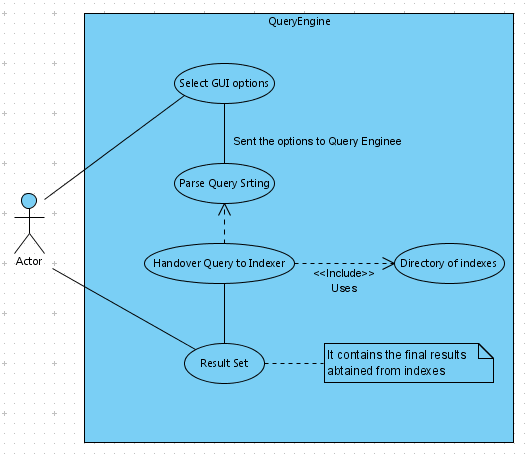 QueryEngine
Select GUI options
Sent the options to Query Enginee
Parse Query Srting
Actor
Handover Query to Indexer
<<Include>>
Uses
Directory of indexes
Result Set
It contains the final results
abtained from indexes